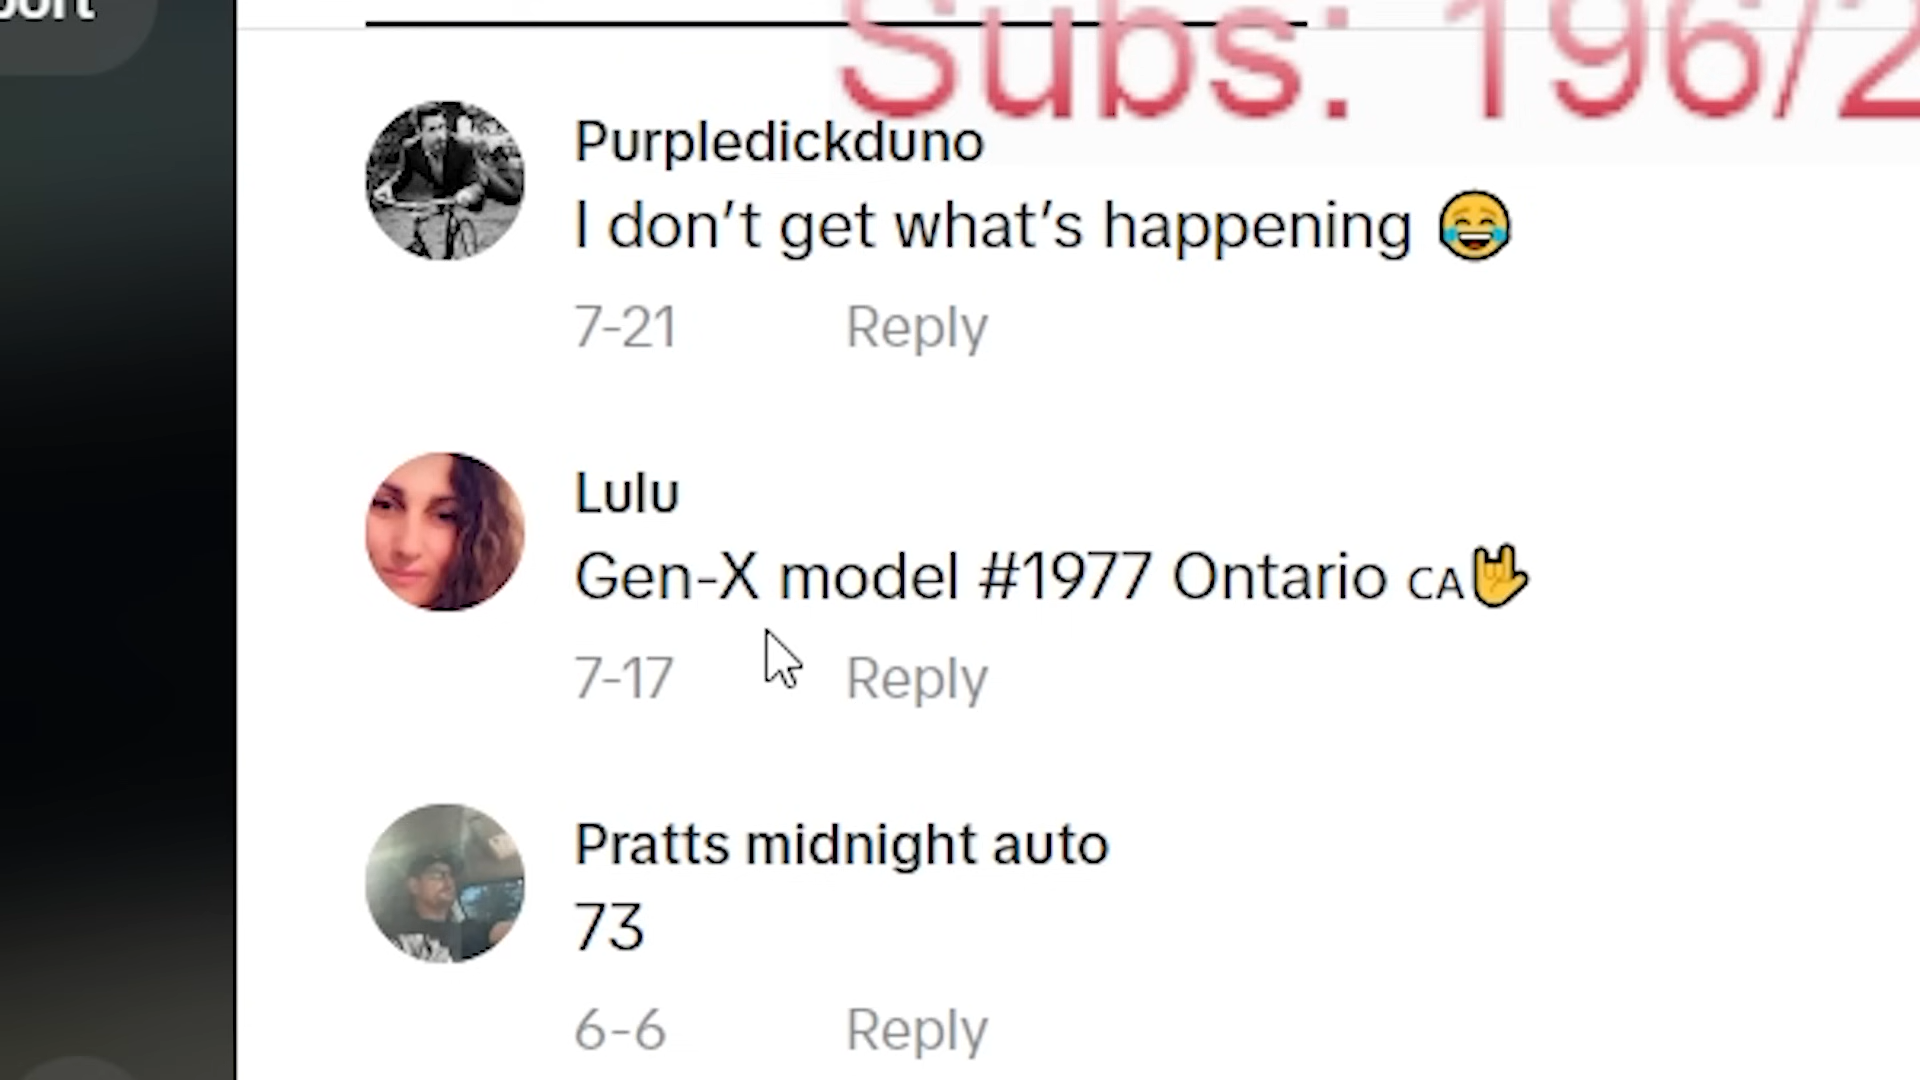 Subs: 196/2
Purpledickduno
I don’t get what’s happening 😂
7-21 Reply
Lulu
Gen-X model #1977 Ontario CA🤟
7-17 Reply
Pratts midnight auto
73
6-6 Reply